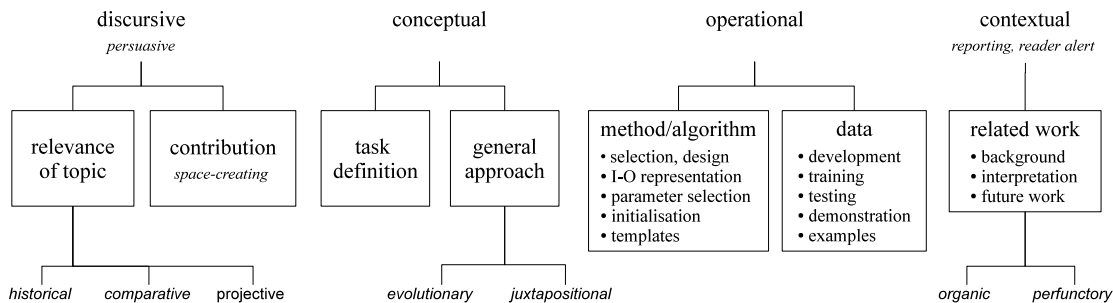 discursive
persuasive
relevance
of topic
contribution
space-creating
historical
comparative
projective
conceptual
task
definition
general
approach
evolutionary
juxtapositional
operational
method/algorithm
• selection, design
• I-O representation
• parameter selection
• initialisation
• templates
data
• development
• training
• testing
• demonstration
• examples
contextual
reporting, reader alert
related work
• background
• interpretation
• future work
organic
perfunctory